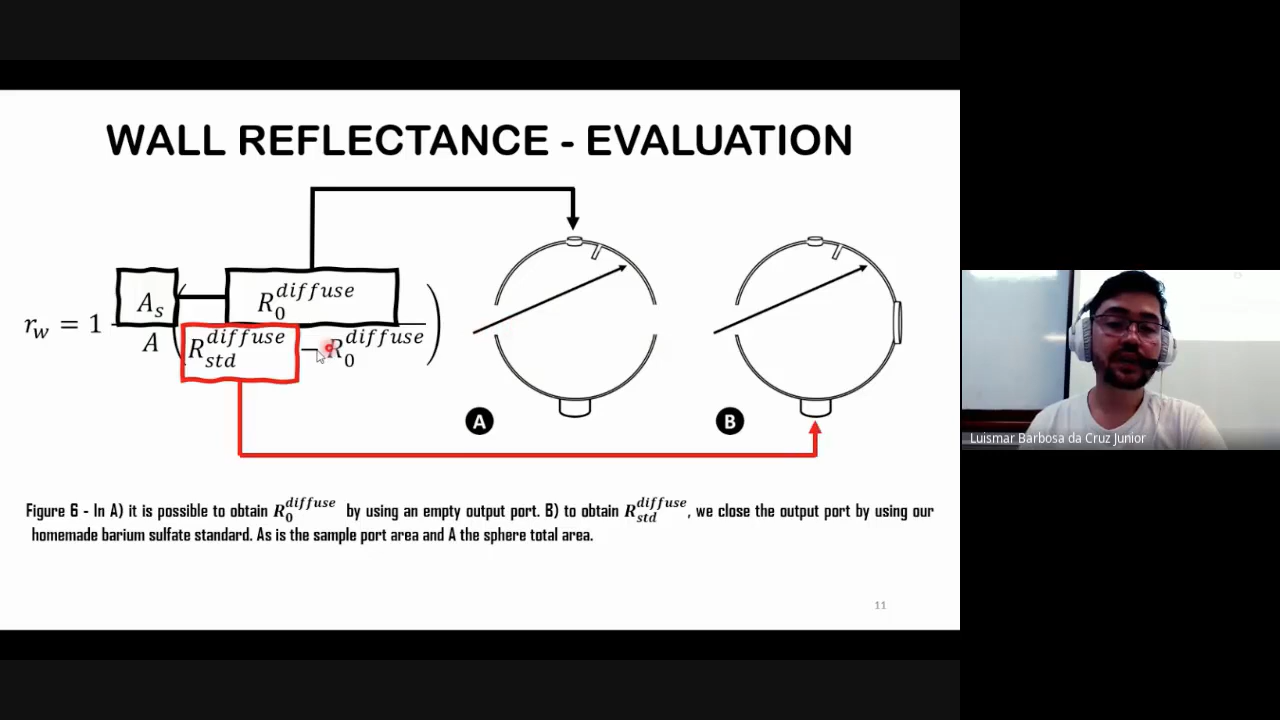 WALL REFLECTANCE - EVALUATION
r_w = 1 - A_s/A (R_0^diffuse / (R_std^diffuse − R_0^diffuse))
A
B
Figure 6 - In A) it is possible to obtain R_0^diffuse by using an empty output port. B) to obtain R_std^diffuse, we close the output port by using our
homemade barium sulfate standard. As is the sample port area and A the sphere total area.
11
Luismar Barbosa da Cruz Junior